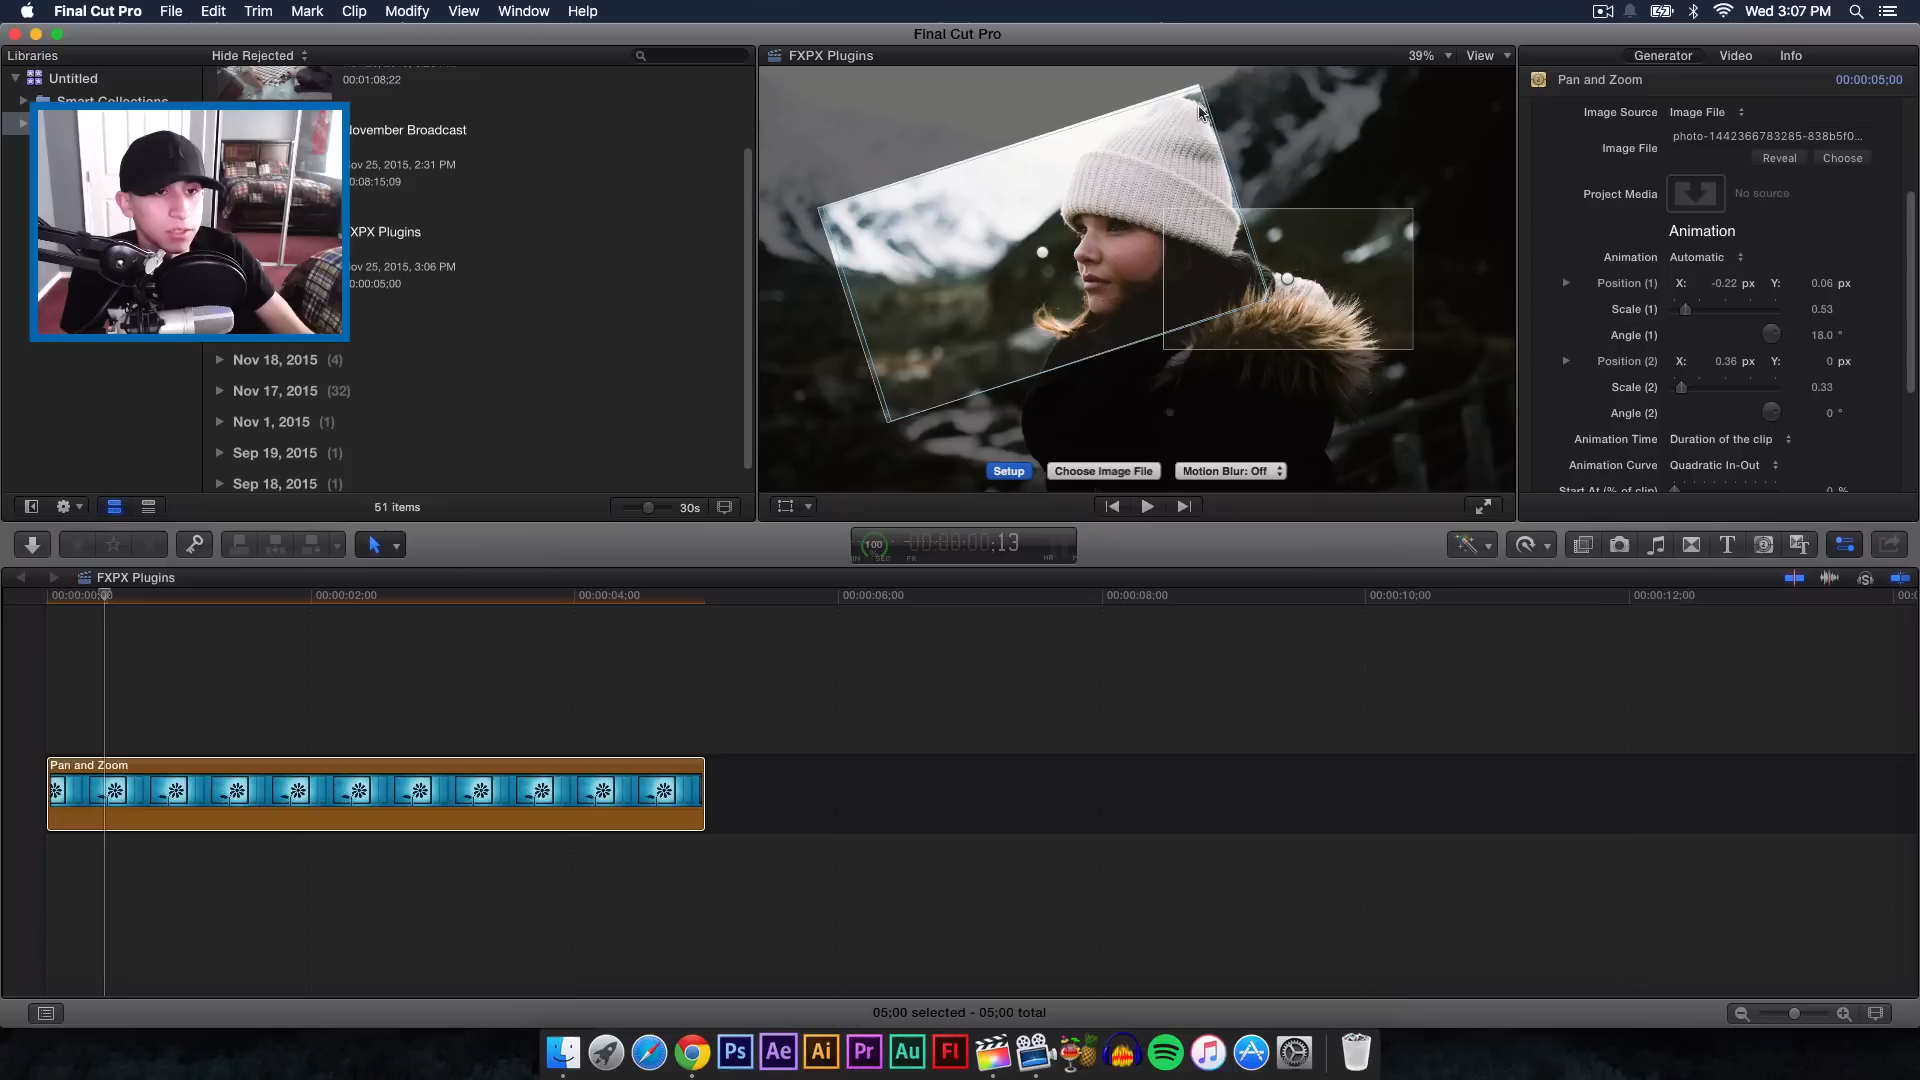 Final Cut Pro File Edit Trim Mark Clip Modify View Window Help Wed 3:07 PM
Final Cut Pro
Libraries Hide Rejected
Untitled
Smart Collections
00:01:08;22
November Broadcast
Nov 25, 2015, 2:31 PM
00:08:15;09
FXPX Plugins
Nov 25, 2015, 3:06 PM
00:00:05;00
Nov 18, 2015 (4)
Nov 17, 2015 (32)
Nov 1, 2015 (1)
Sep 19, 2015 (1)
Sep 18, 2015 (1)
51 items 30s
FXPX Plugins 39% View
Setup Choose Image File Motion Blur: Off
Generator Video Info
Pan and Zoom 00:00:05;00
Image Source Image File
photo-1442366783285-838b5f0...
Image File
Reveal Choose
Project Media No source
Animation
Animation Automatic
Position (1) X: -0.22 px Y: 0.06 px
Scale (1) 0.53
Angle (1) 18.0 °
Position (2) X: 0.36 px Y: 0 px
Scale (2) 0.33
Angle (2) 0 °
Animation Time Duration of the clip
Animation Curve Quadratic In-Out
Start At (% of clip) 0 %
100 00:00:00;13
FXPX Plugins
00:00:00;00 00:00:02;00 00:00:04;00 00:00:06;00 00:00:08;00 00:00:10;00 00:00:12;00
Pan and Zoom
05;00 selected - 05;00 total
Ps Ae Ai Pr Au Fl